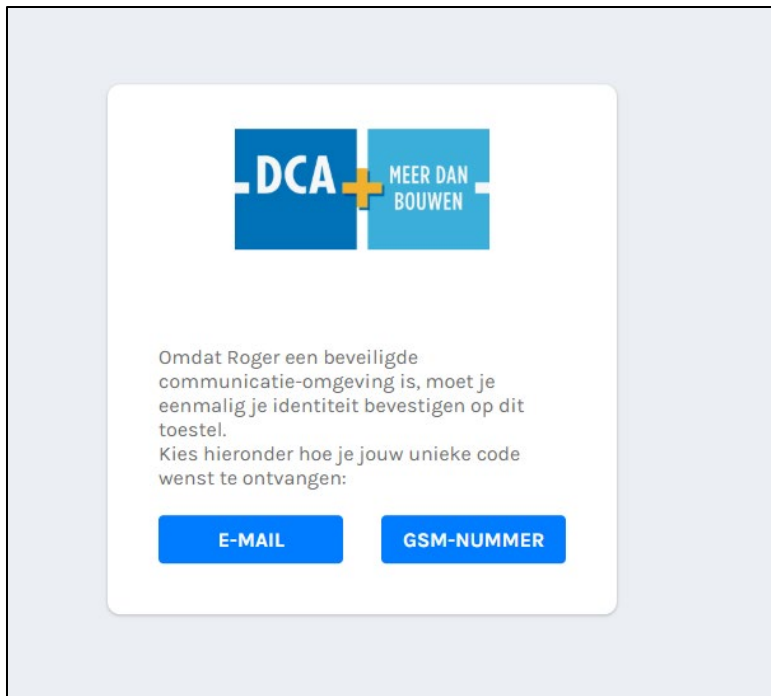 DCA
MEER DAN
BOUWEN
Omdat Roger een beveiligde
communicatie-omgeving is, moet je
eenmalig je identiteit bevestigen op dit
toestel.
Kies hieronder hoe je jouw unieke code
wenst te ontvangen:
E-MAIL
GSM-NUMMER